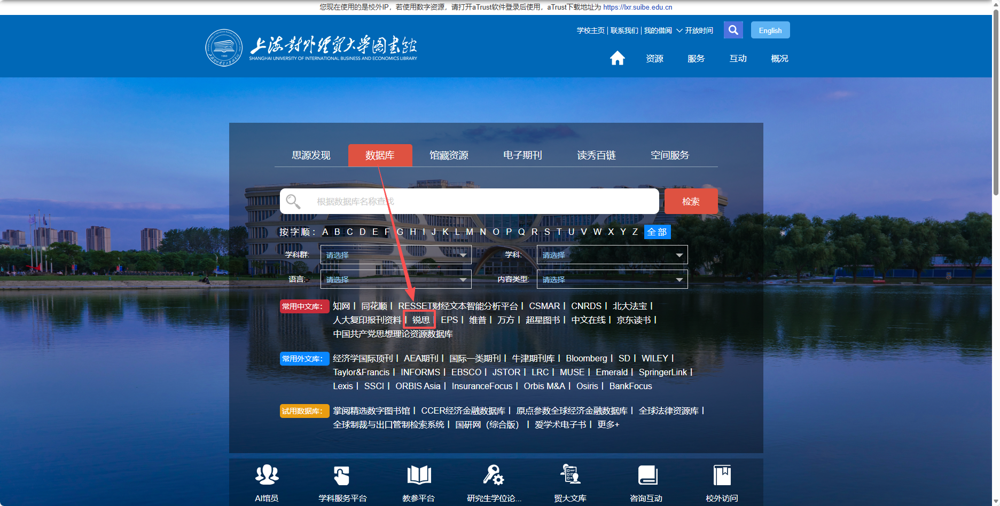 您现在使用的是校外IP，若使用数字资源，请打开aTrust软件登录后使用，aTrust下载地址为 https://lxr.suibe.edu.cn
学校主页 | 联系我们 | 我的借阅 开放时间
English
上海對外經貿大学图書館
SHANGHAI UNIVERSITY OF INTERNATIONAL BUSINESS AND ECONOMICS LIBRARY
资源 服务 互动 概况
思源发现 数据库 馆藏资源 电子期刊 读秀百链 空间服务
根据数据库名称查找 检索
按字顺： A B C D E F G H I J K L M N O P Q R S T U V W X Y Z 全部
学科群: 请选择 学科: 请选择
语言: 请选择 内容类型: 请选择
常用中文库： 知网 | 同花顺 | RESSET财经文本智能分析平台 | CSMAR | CNRDS | 北大法宝 |
人大复印报刊资料 | 锐思 | EPS | 维普 | 万方 | 超星图书 | 中文在线 | 京东读书 |
中国共产党思想理论资源数据库
常用外文库： 经济学国际顶刊 | AEA期刊 | 国际一类期刊 | 牛津期刊库 | Bloomberg | SD | WILEY |
Taylor&Francis | INFORMS | EBSCO | JSTOR | LRC | MUSE | Emerald | SpringerLink |
Lexis | SSCI | ORBIS Asia | InsuranceFocus | Orbis M&A | Osiris | BankFocus
试用数据库： 掌阅精选数字图书馆 | CCER经济金融数据库 | 原点参数全球经济金融数据库 | 全球法律资源库 |
全球制裁与出口管制检索系统 | 国研网（综合版） | 爱学术电子书 | 更多+
AI馆员 学科服务平台 教参平台 研究生学位论... 贸大文库 咨询互动 校外访问